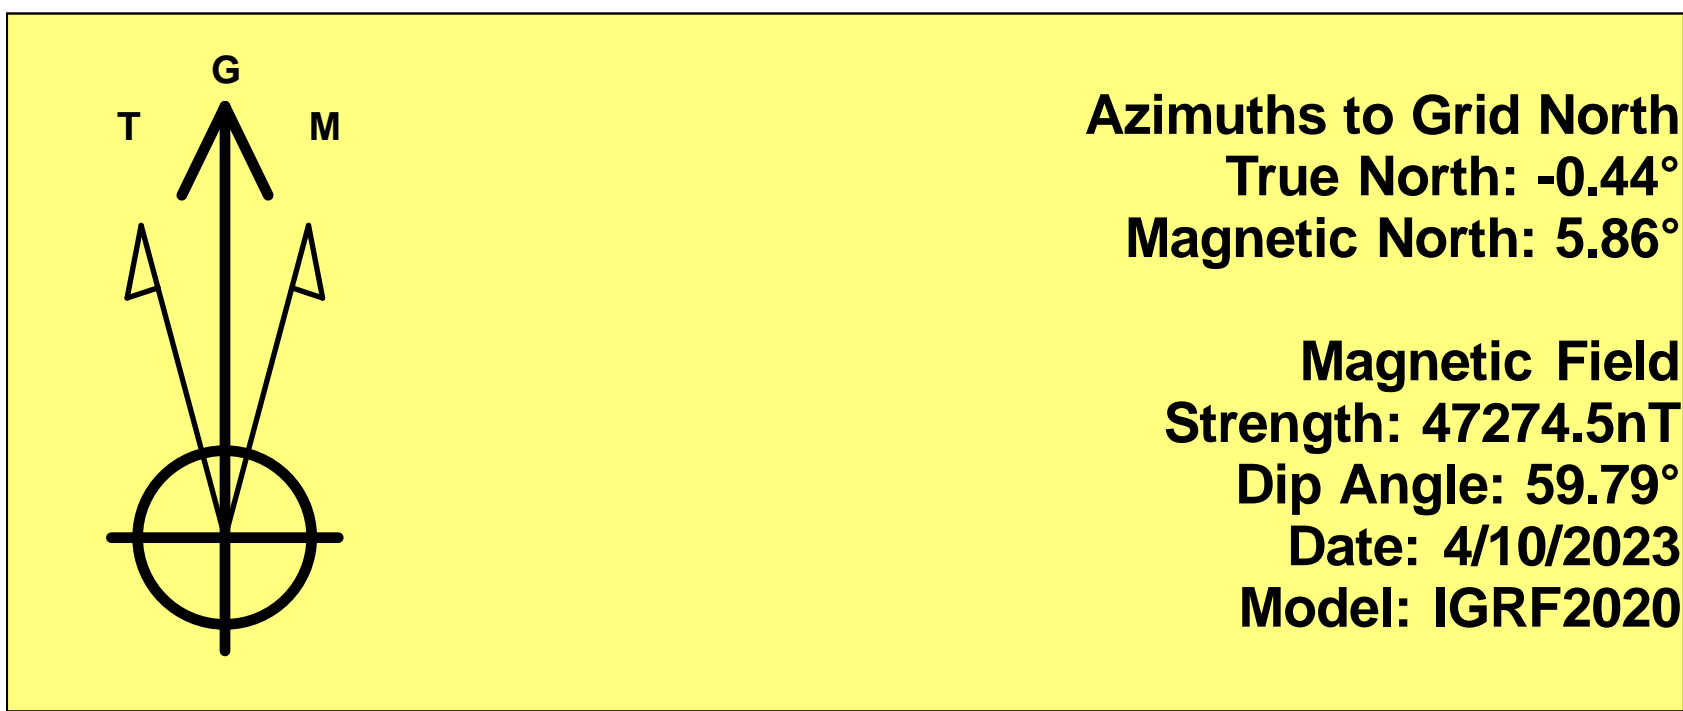 G
T
M
Azimuths to Grid North
True North: -0.44°
Magnetic North: 5.86°
Magnetic Field
Strength: 47274.5nT
Dip Angle: 59.79°
Date: 4/10/2023
Model: IGRF2020